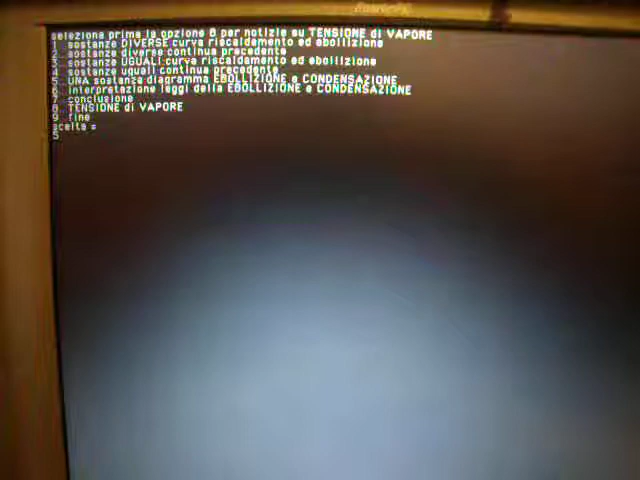 seleziona prima la opzione 8 per notizie su TENSIONE di VAPORE
1 sostanze DIVERSE curva riscaldamento ed ebollizione
2 sostanze diverse continua precedente
3 sostanze UGUALI curva riscaldamento ed ebollizione
4 sostanze uguali continua precedente
5 UNA sostanza diagramma EBOLLIZIONE e CONDENSAZIONE
6 interpretazione leggi della EBOLLIZIONE e CONDENSAZIONE
7 conclusione
8 TENSIONE di VAPORE
9 fine
scelta =
5